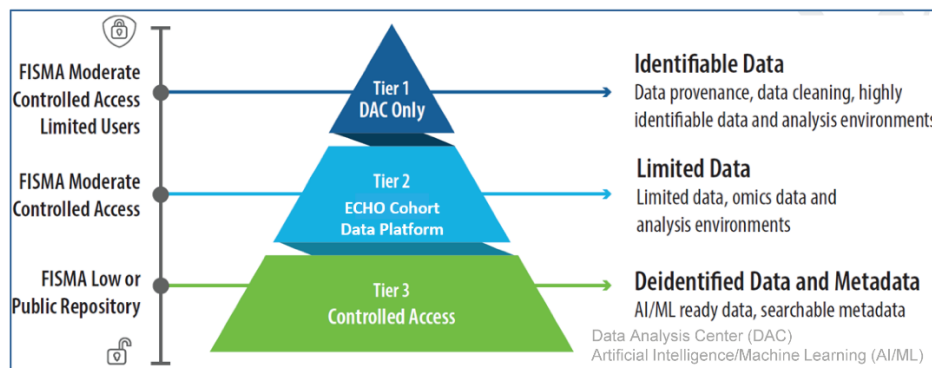 FISMA Moderate
Controlled Access
Limited Users
Tier 1
DAC Only
Identifiable Data
Data provenance, data cleaning, highly
identifiable data and analysis environments
FISMA Moderate
Controlled Access
Tier 2
ECHO Cohort
Data Platform
Limited Data
Limited data, omics data and
analysis environments
FISMA Low or
Public Repository
Tier 3
Controlled Access
Deidentified Data and Metadata
AI/ML ready data, searchable metadata
Data Analysis Center (DAC)
Artificial Intelligence/Machine Learning (AI/ML)